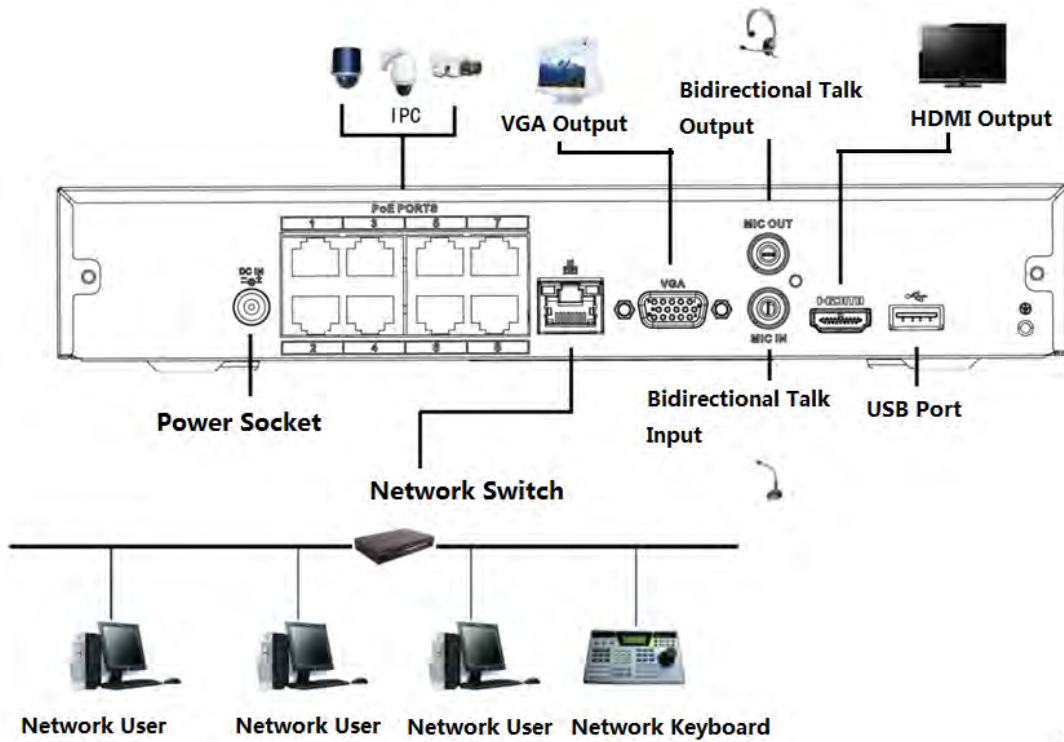 IPC
VGA Output
Bidirectional Talk
Output
HDMI Output
PoE PORTS
1 3 5 7
MIC OUT
DC IN
VGA
HDMI
MIC IN
2 4 6 8
Power Socket
Bidirectional Talk
Input
USB Port
Network Switch
Network User
Network User
Network User
Network Keyboard